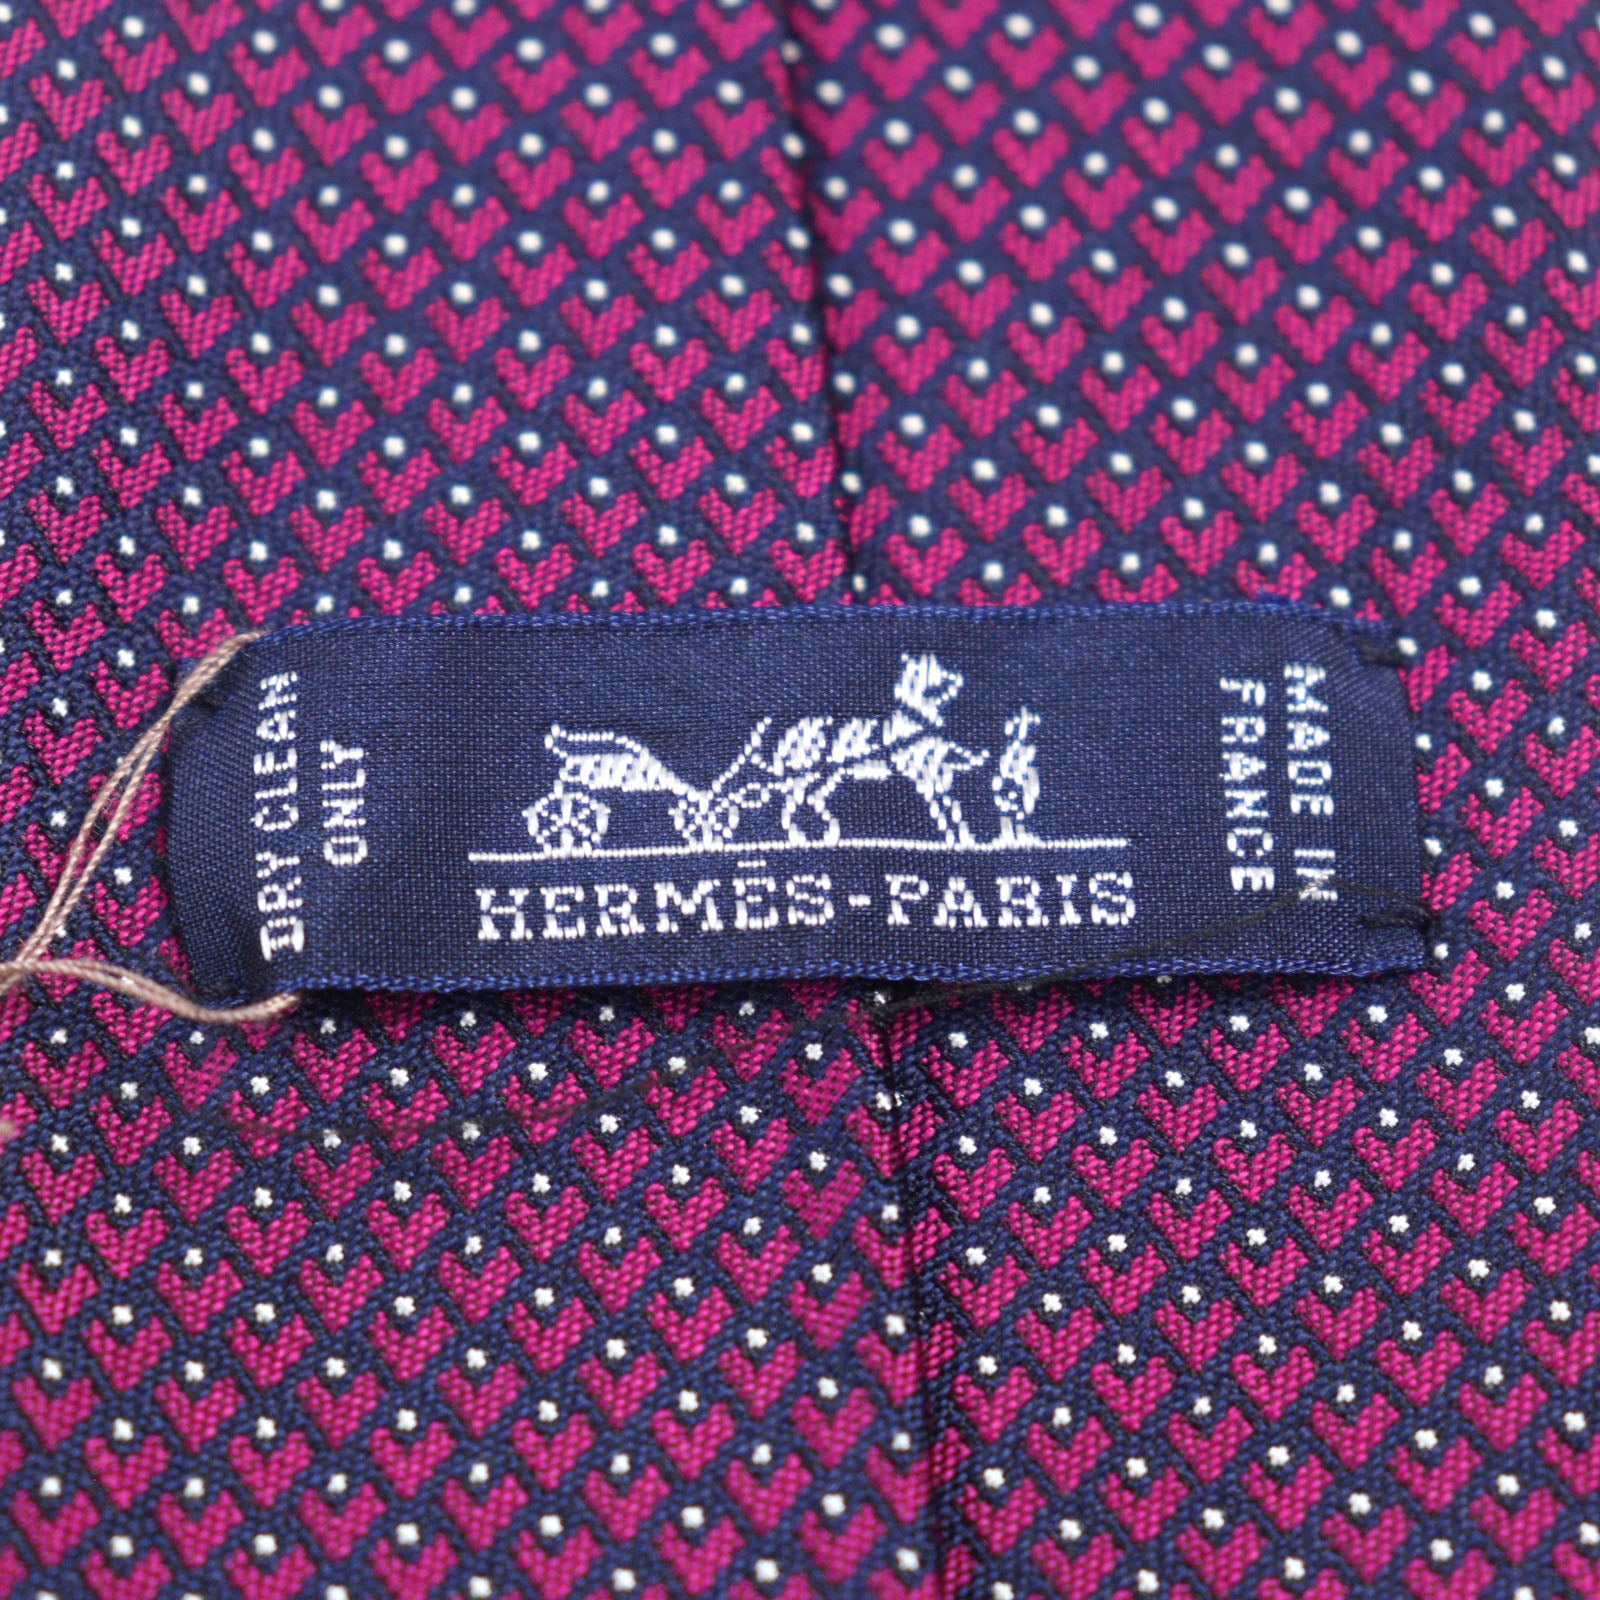 DRY CLEAN
ONLY
HERMÈS-PARIS
MADE IN
FRANCE